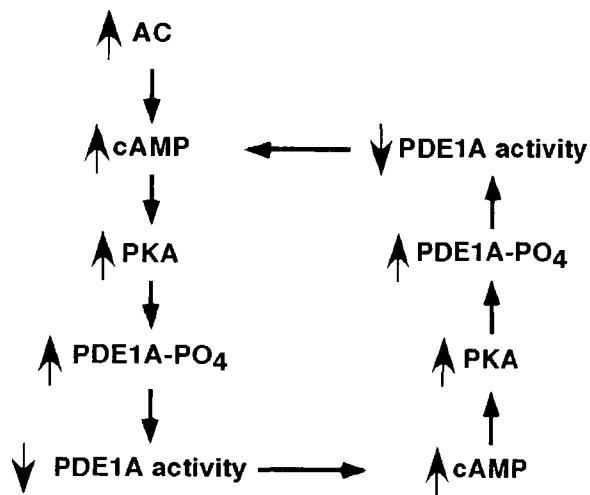 AC
cAMP
PDE1A activity
PKA
PDE1A-PO4
PDE1A-PO4
PKA
PDE1A activity
cAMP